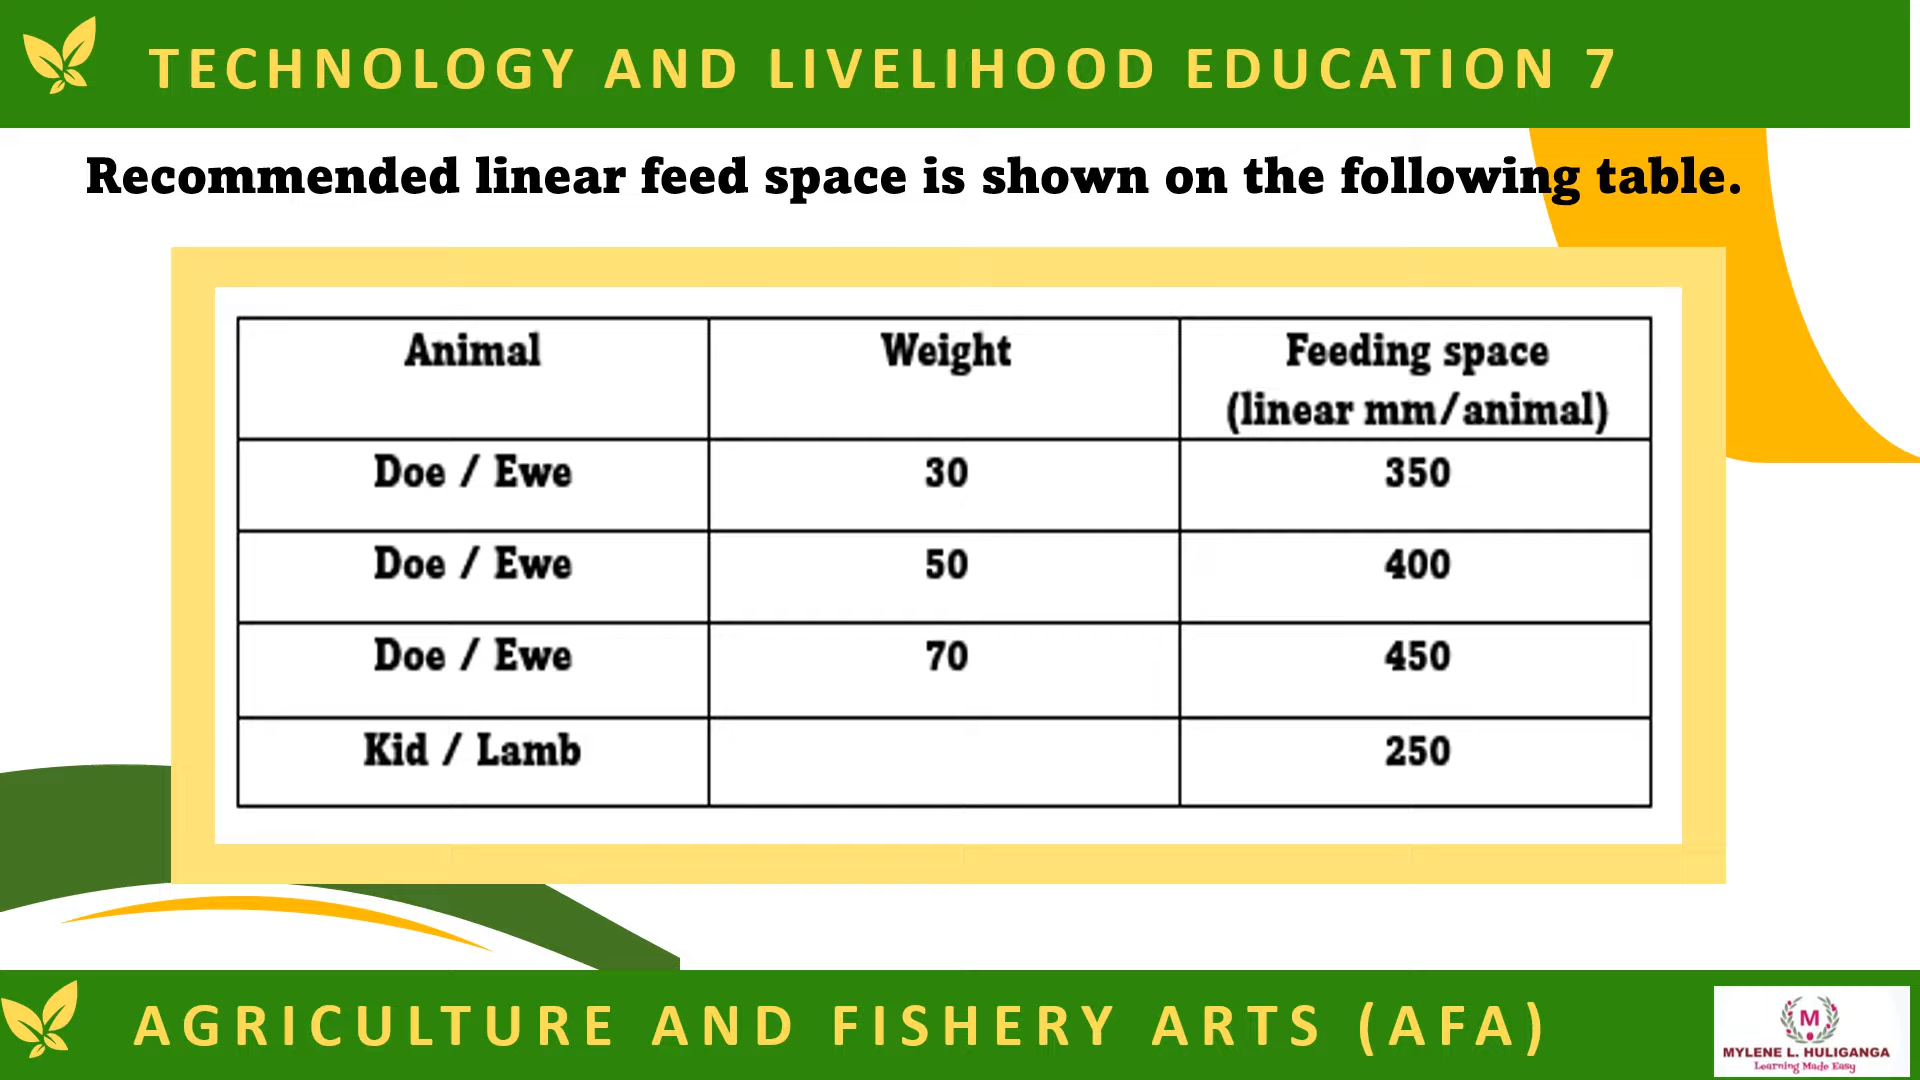 TECHNOLOGY AND LIVELIHOOD EDUCATION 7
Recommended linear feed space is shown on the following table.
Animal Weight Feeding space
(linear mm/animal)
Doe / Ewe 30 350
Doe / Ewe 50 400
Doe / Ewe 70 450
Kid / Lamb 250
AGRICULTURE AND FISHERY ARTS (AFA)
M
MYLENE L. HULIGANGA
Learning Made Easy